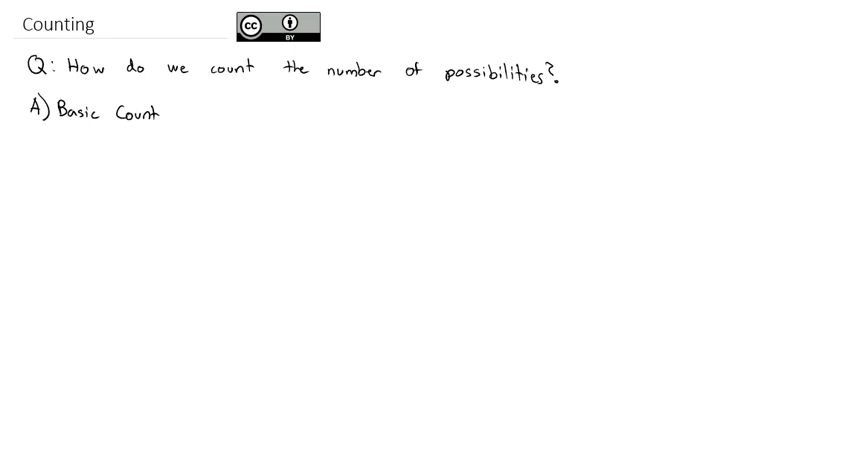 Counting
CC BY
Q: How do we count the number of possibilities?
A) Basic Count